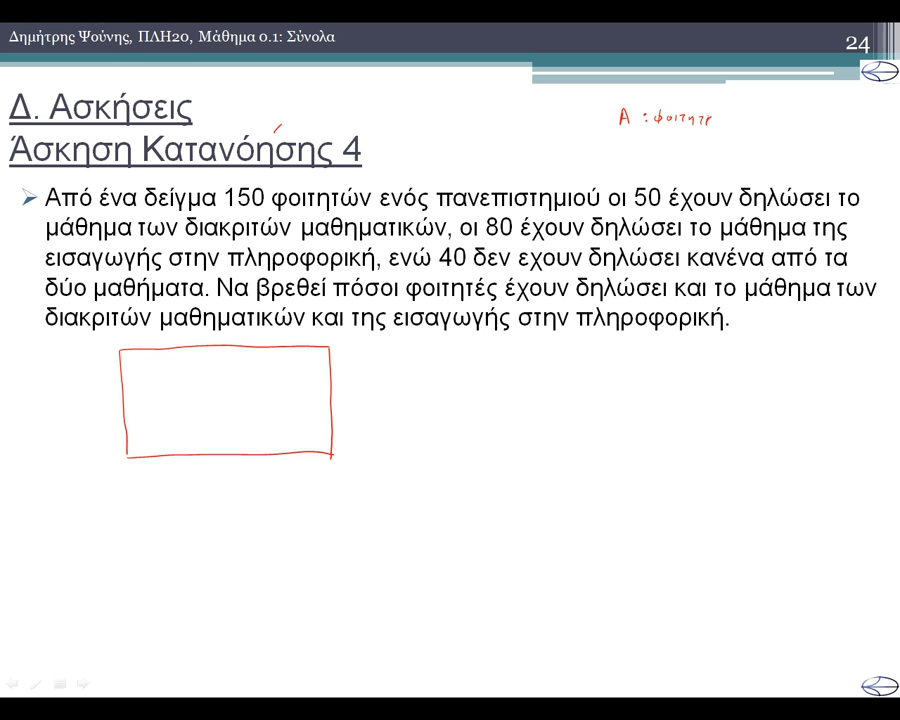 Δημήτρης Ψούνης, ΠΛΗ20, Μάθημα 0.1: Σύνολα
24
Δ. Ασκήσεις
Άσκηση Κατανόησης 4
Α : φοιτητ
Από ένα δείγμα 150 φοιτητών ενός πανεπιστημιού οι 50 έχουν δηλώσει το
μάθημα των διακριτών μαθηματικών, οι 80 έχουν δηλώσει το μάθημα της
εισαγωγής στην πληροφορική, ενώ 40 δεν εχουν δηλώσει κανένα από τα
δύο μαθήματα. Να βρεθεί πόσοι φοιτητές έχουν δηλώσει και το μάθημα των
διακριτών μαθηματικών και της εισαγωγής στην πληροφορική.